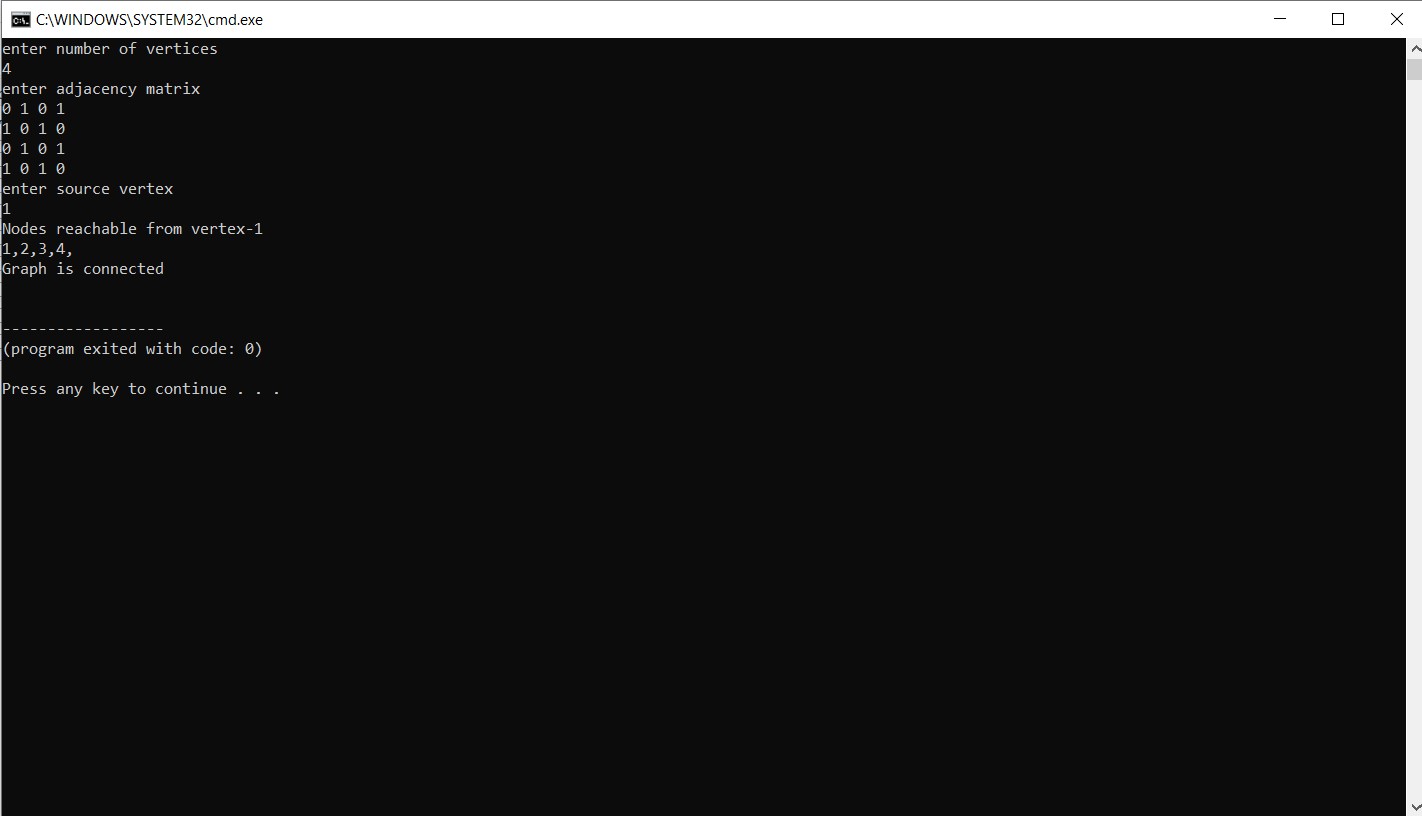 C:\WINDOWS\SYSTEM32\cmd.exe
enter number of vertices
4
enter adjacency matrix
0 1 0 1
1 0 1 0
0 1 0 1
1 0 1 0
enter source vertex
1
Nodes reachable from vertex-1
1,2,3,4,
Graph is connected
------------------
(program exited with code: 0)
Press any key to continue . . .